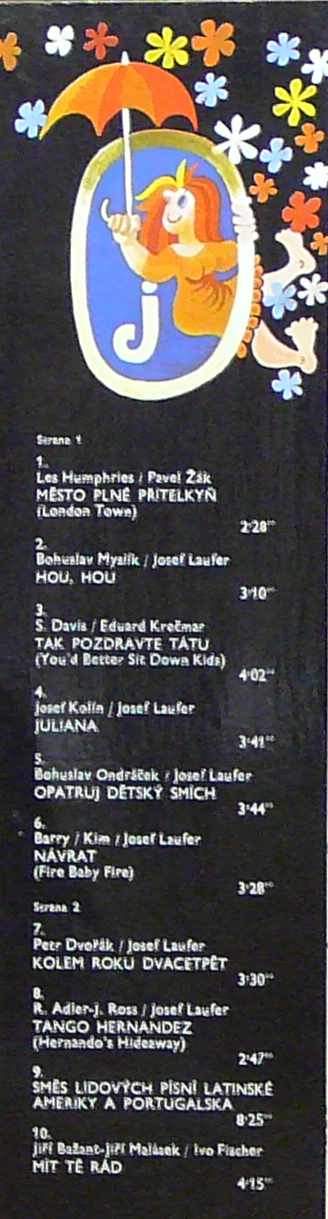 j
Strana 1
1.
Les Humphries / Pavel Žák
MĚSTO PLNÉ PŘÍTELKYŇ
(London Town)
2'28"
2.
Bohuslav Myslík / Josef Laufer
HOU, HOU
3'10"
3.
S. Davis / Eduard Krečmar
TAK POZDRAVTE TÁTU
(You'd Better Sit Down Kids)
4'02"
4.
Josef Kolín / Josef Laufer
JULIANA
3'41"
5.
Bohuslav Ondráček / Josef Laufer
OPATRUJ DĚTSKÝ SMÍCH
3'44"
6.
Barry / Kim / Josef Laufer
NÁVRAT
(Fire Baby Fire)
3'28"
Strana 2
7.
Petr Dvořák / Josef Laufer
KOLEM ROKU DVACETPĚT
3'30"
8.
R. Adler-J. Ross / Josef Laufer
TANGO HERNANDEZ
(Hernando's Hideaway)
2'47"
9.
SMĚS LIDOVÝCH PÍSNÍ LATINSKÉ
AMERIKY A PORTUGALSKA
8'25"
10.
Jiří Bažant-Jiří Malásek / Ivo Fischer
MÍT TĚ RÁD
4'15"